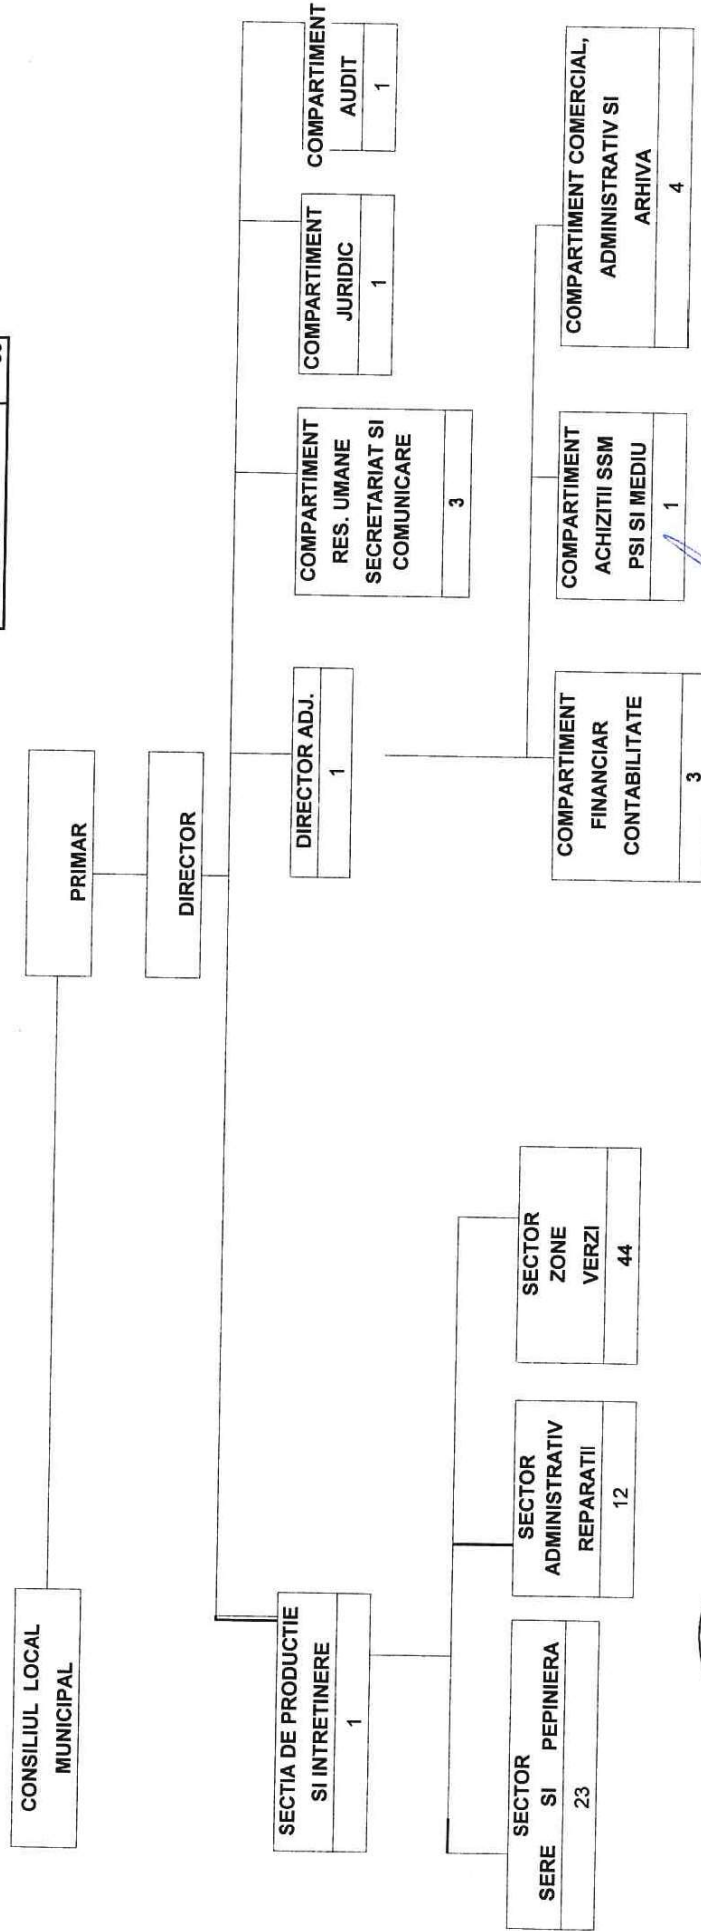 CONSILIUL LOCAL
MUNICIPAL
PRIMAR
DIRECTOR
SECTIA DE PRODUCTIE
SI INTRETINERE
1
DIRECTOR ADJ.
1
COMPARTIMENT
RES. UMANE
SECRETARIAT SI
COMUNICARE
3
COMPARTIMENT
JURIDIC
1
COMPARTIMENT
AUDIT
1
SECTOR
SERE SI PEPINIERA
23
SECTOR
ADMINISTRATIV
REPARATII
12
SECTOR
ZONE
VERZI
44
COMPARTIMENT
FINANCIAR
CONTABILITATE
3
COMPARTIMENT
ACHIZITII SSM
PSI SI MEDIU
1
COMPARTIMENT COMERCIAL,
ADMINISTRATIV SI
ARHIVA
4